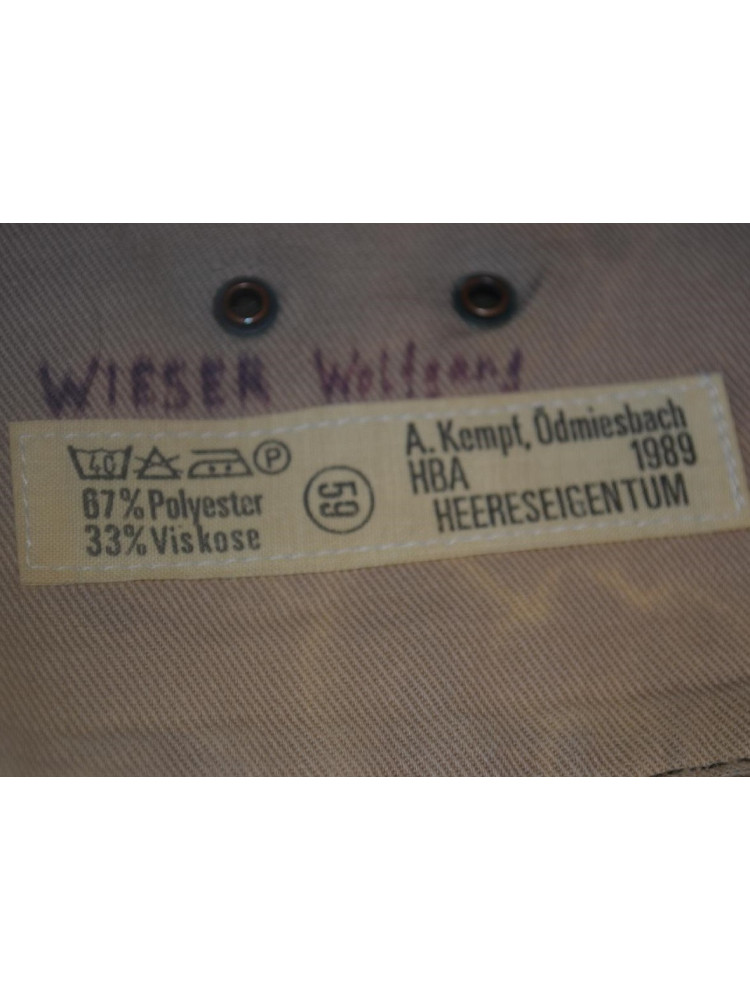 WIESER Wolfgang
40 P
67% Polyester
33% Viskose
59
A. Kempf, Ödmiesbach
HBA 1989
HEERESEIGENTUM